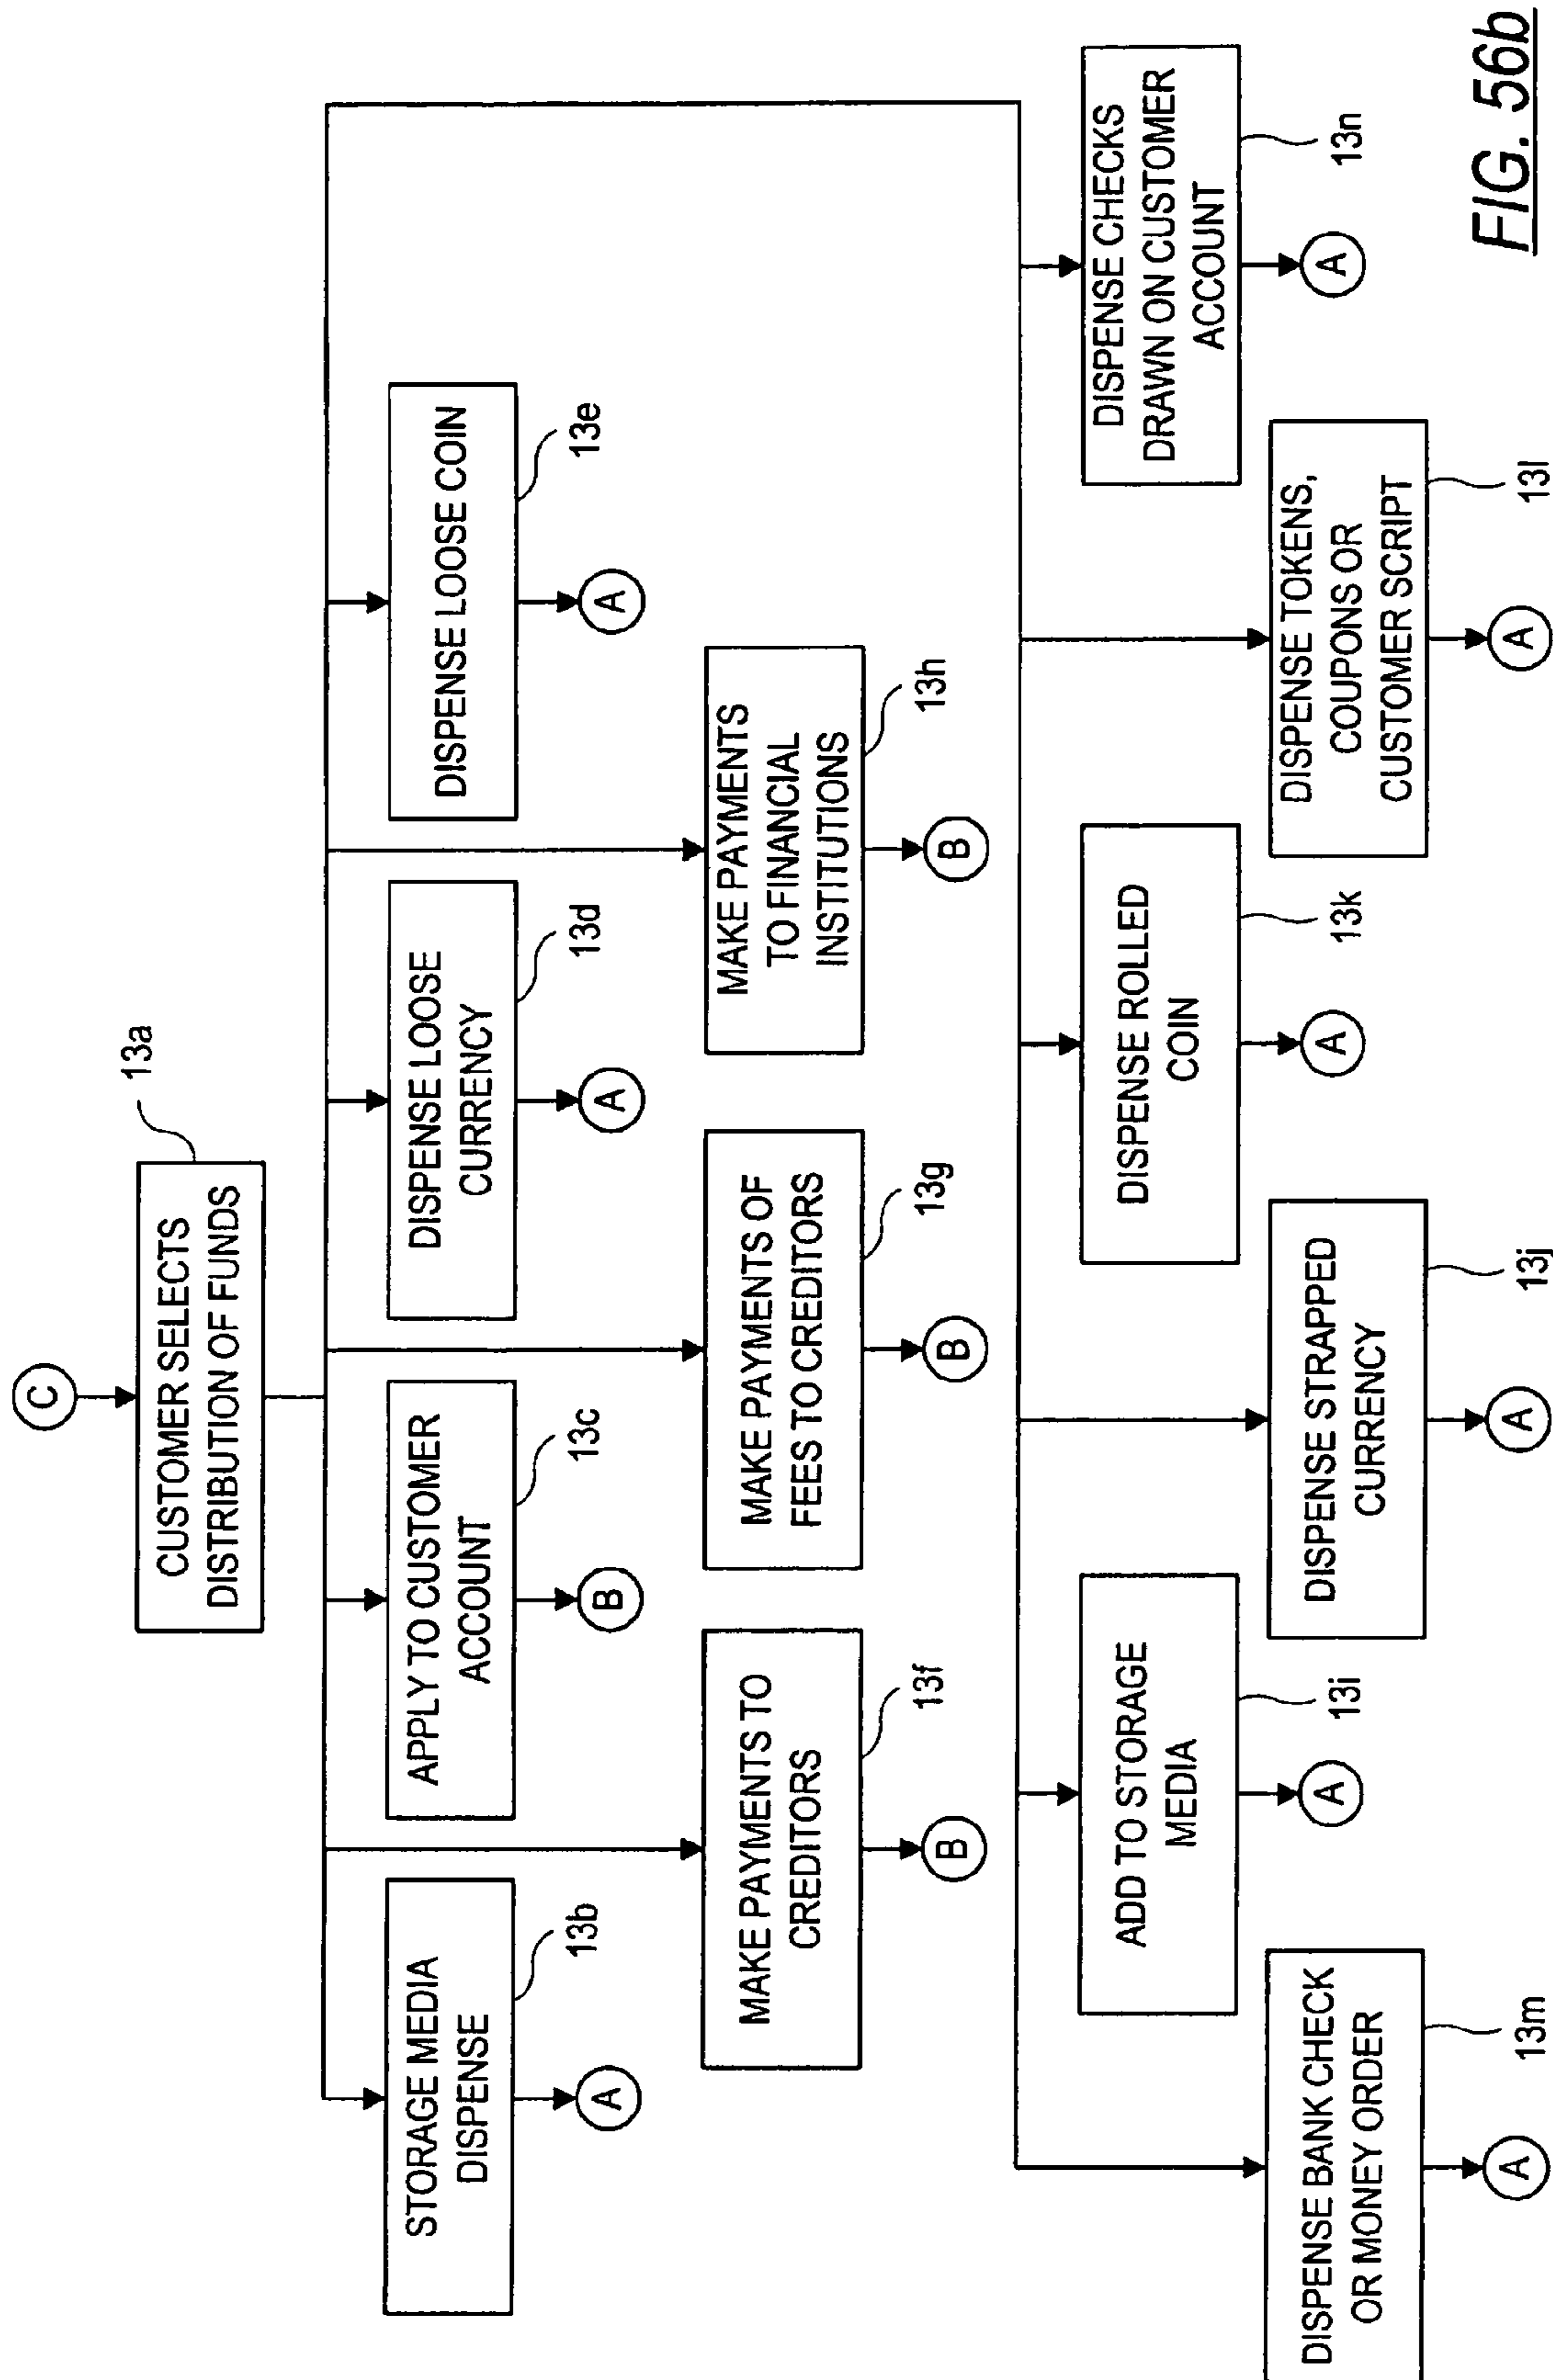 C
13a
CUSTOMER SELECTS
DISTRIBUTION OF FUNDS
STORAGE MEDIA
DISPENSE
13b
A
APPLY TO CUSTOMER
ACCOUNT
13c
B
DISPENSE LOOSE
CURRENCY
13d
A
DISPENSE LOOSE COIN
13e
A
MAKE PAYMENTS TO
CREDITORS
13f
B
MAKE PAYMENTS OF
FEES TO CREDITORS
13g
B
MAKE PAYMENTS
TO FINANCIAL
INSTITUTIONS
13h
B
ADD TO STORAGE
MEDIA
13i
A
DISPENSE ROLLED
COIN
13k
A
DISPENSE CHECKS
DRAWN ON CUSTOMER
ACCOUNT
13n
A
DISPENSE BANK CHECK
OR MONEY ORDER
13m
A
DISPENSE STRAPPED
CURRENCY
13j
A
DISPENSE TOKENS,
COUPONS OR
CUSTOMER SCRIPT
13l
A
FIG. 56b